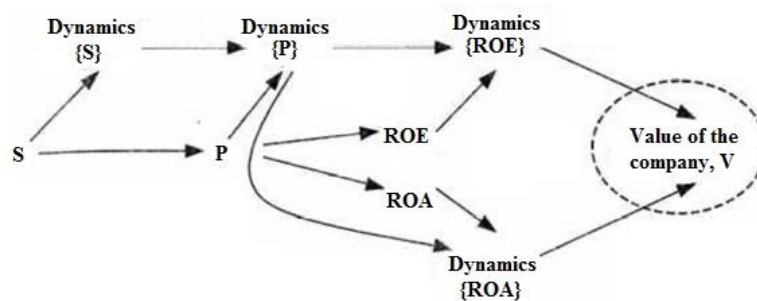 Dynamics
{S}
Dynamics
{P}
Dynamics
{ROE}
S
P
ROE
ROA
Value of the
company, V
Dynamics
{ROA}